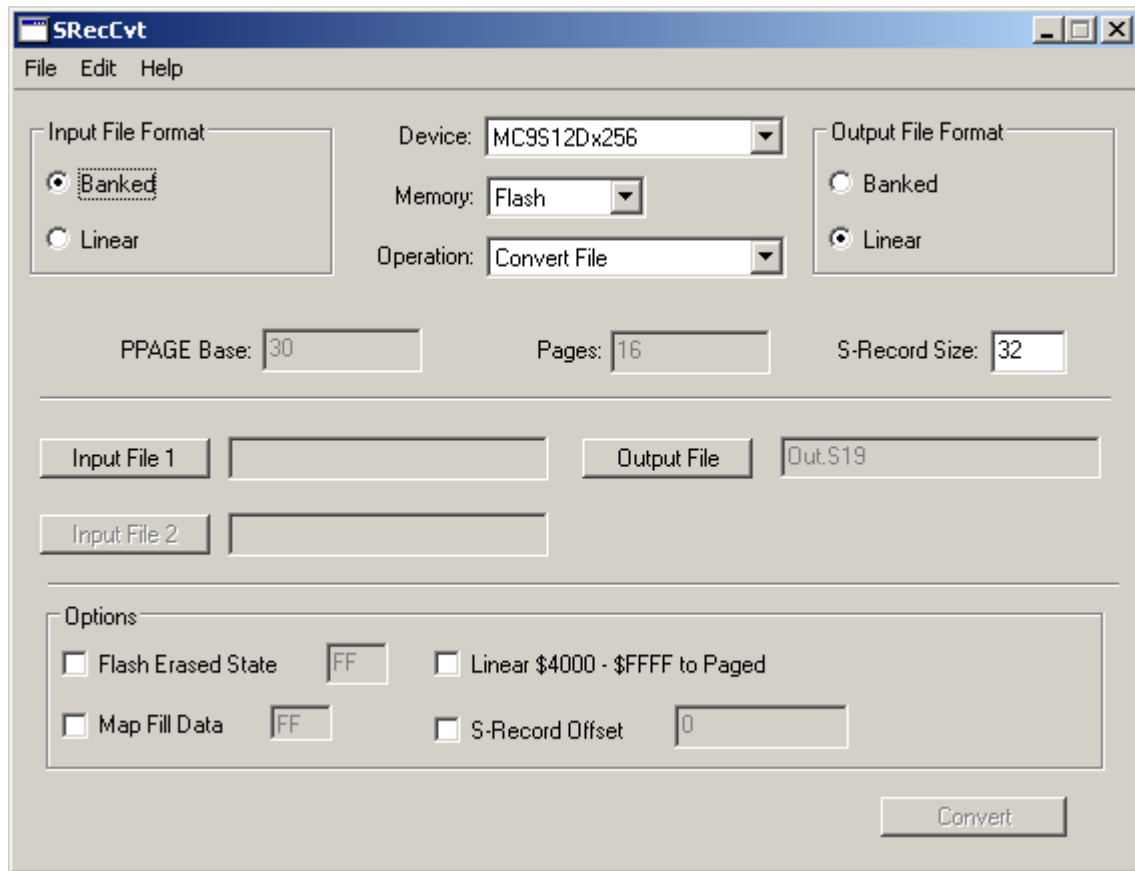 SRecCvt
File Edit Help
Input File Format
Device: MC9S12Dx256
Output File Format
Banked
Memory: Flash
Banked
Linear
Operation: Convert File
Linear
PPAGE Base: 30 Pages: 16 S-Record Size: 32
Input File 1 Output File Out.S19
Input File 2
Options
Flash Erased State FF Linear $4000 - $FFFF to Paged
Map Fill Data FF S-Record Offset 0
Convert